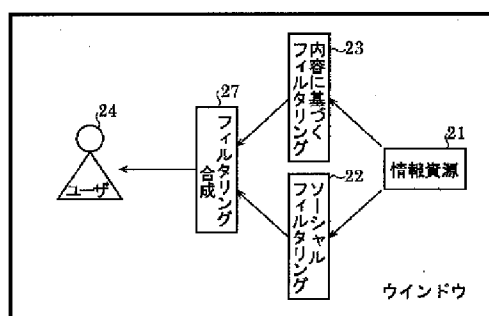 23
内容に基づく
フィルタリング
24
27
フィルタリング
合成
21
情報資源
ユーザ
22
ソーシャル
フィルタリング
ウインドウ